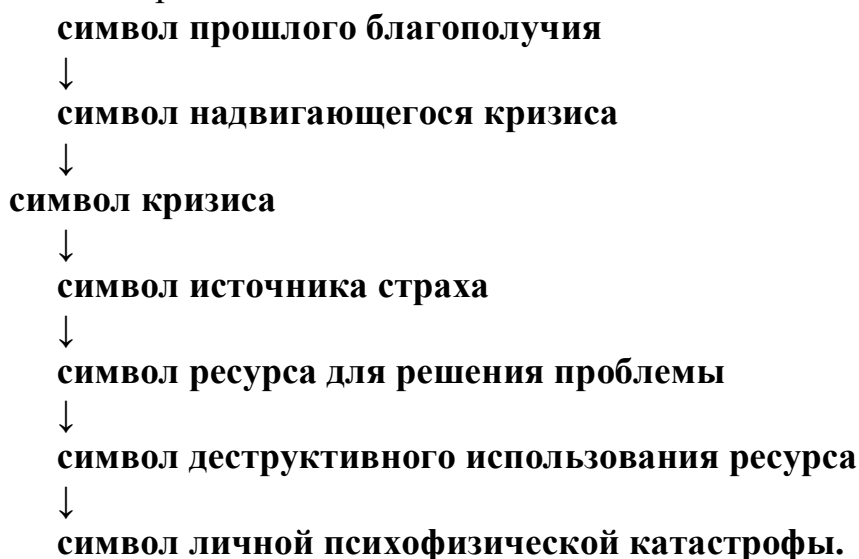 символ прошлого благополучия
↓
символ надвигающегося кризиса
↓
символ кризиса
↓
символ источника страха
↓
символ ресурса для решения проблемы
↓
символ деструктивного использования ресурса
↓
символ личной психофизической катастрофы.